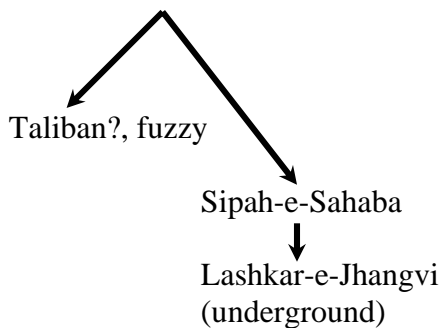 Taliban?, fuzzy
Sipah-e-Sahaba
Lashkar-e-Jhangvi
(underground)